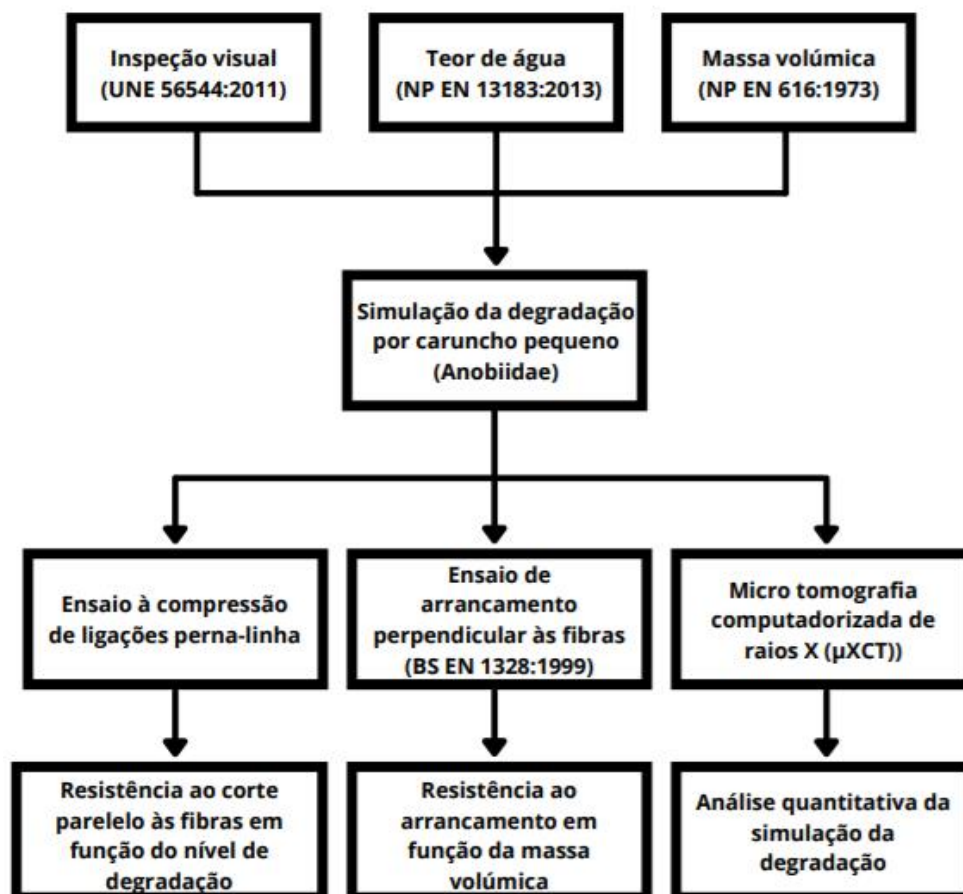 Inspeção visual
(UNE 56544:2011)
Teor de água
(NP EN 13183:2013)
Massa volúmica
(NP EN 616:1973)
Simulação da degradação
por caruncho pequeno
(Anobiidae)
Ensaio à compressão
de ligações perna-linha
Ensaio de
arrancamento
perpendicular às fibras
(BS EN 1328:1999)
Micro tomografia
computadorizada de
raios X (μXCT))
Resistência ao corte
parelelo às fibras em
função do nível de
degradação
Resistência ao
arrancamento em
função da massa
volúmica
Análise quantitativa da
simulação da
degradação